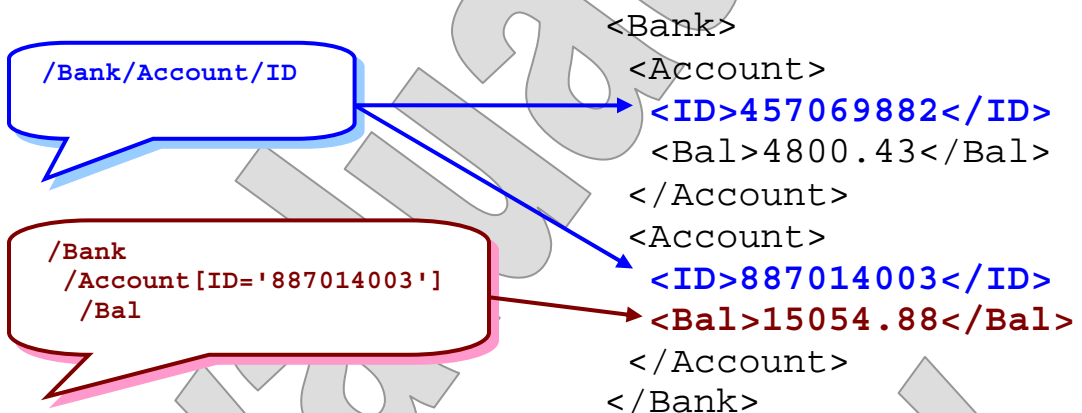 /Bank/Account/ID
/Bank
/Account[ID='887014003']
/Bal
<Bank>
<Account>
<ID>457069882</ID>
<Bal>4800.43</Bal>
</Account>
<Account>
<ID>887014003</ID>
<Bal>15054.88</Bal>
</Account>
</Bank>